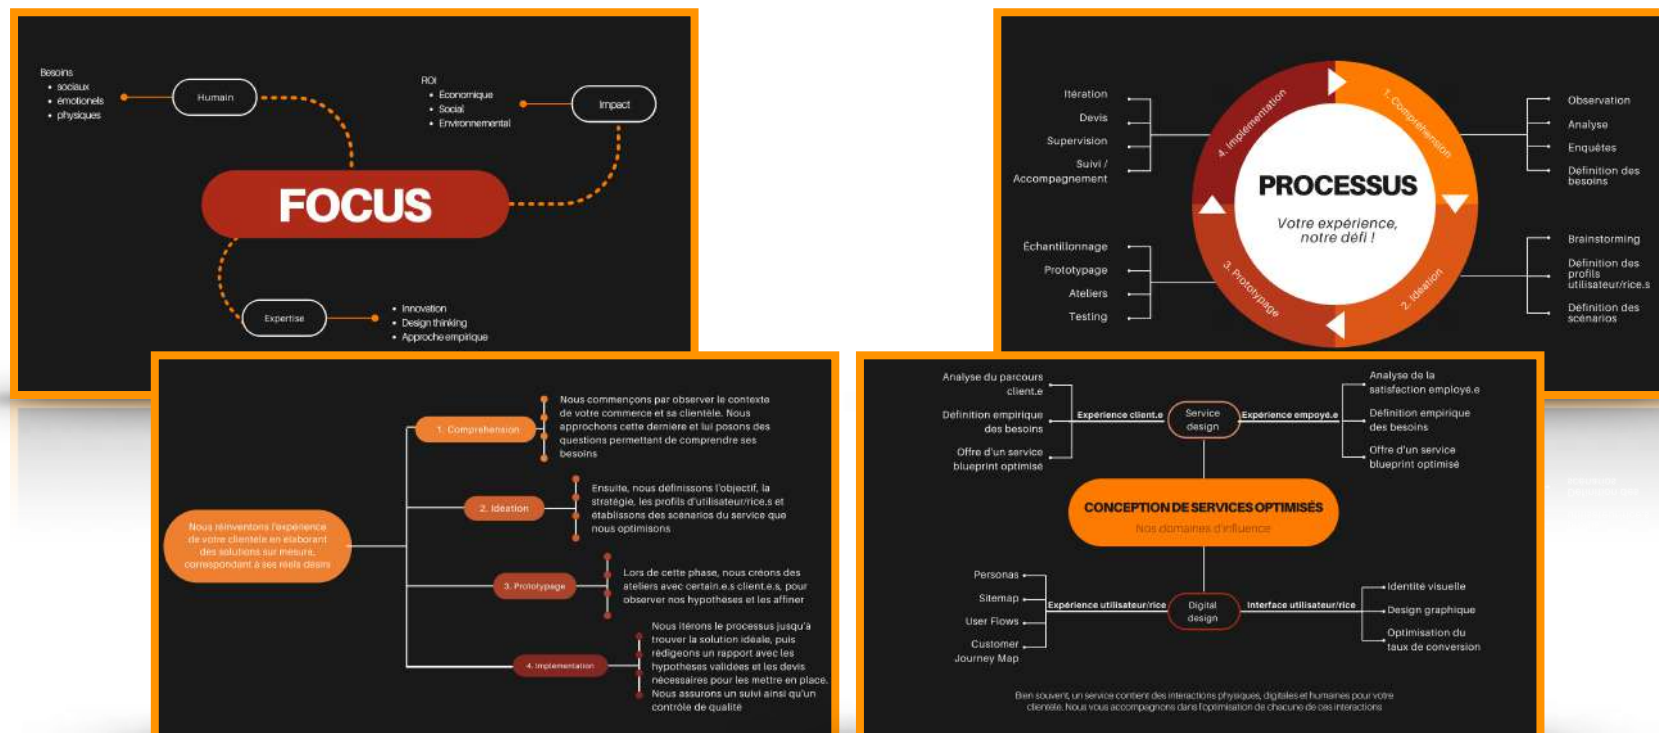 Besoins
sociaux
émotionels
physiques
Humain
ROI
Economique
Social
Environnemental
Impact
FOCUS
Expertise
Innovation
Design thinking
Approche empirique
Itération
Devis
Supervision
Suivi /
Accompagnement
Échantillonnage
Prototypage
Ateliers
Testing
4. Implémentation
1. Compréhension
3. Prototypage
2. Ideation
PROCESSUS
Votre expérience,
notre défi !
Observation
Analyse
Enquêtes
Définition des
besoins
Brainstorming
Définition des
profils
utilisateur/rice.s
Définition des
scénarios
Nous réinventons l'expérience
de votre clientèle en élaborant
des solutions sur mesure,
correspondant à ses réels désirs
1. Compréhension
Nous commençons par observer le contexte
de votre commerce et sa clientèle. Nous
approchons cette dernière et lui posons des
questions permettant de comprendre ses
besoins
2. Idéation
Ensuite, nous définissons l'objectif, la
stratégie, les profils d'utilisateur/rice.s et
établissons des scénarios du service que
nous optimisons
3. Prototypage
Lors de cette phase, nous créons des
ateliers avec certain.e.s client.e.s, pour
observer nos hypothèses et les affiner
4. Implémentation
Nous itérons le processus jusqu'à
trouver la solution idéale, puis
rédigeons un rapport avec les
hypothèses validées et les devis
nécessaires pour les mettre en place.
Nous assurons un suivi ainsi qu'un
contrôle de qualité
Analyse du parcours
client.e
Définition empirique
des besoins
Offre d'un service
blueprint optimisé
Expérience client.e
Service
design
Expérience employé.e
Analyse de la
satisfaction employé.e
Définition empirique
des besoins
Offre d'un service
blueprint optimisé
CONCEPTION DE SERVICES OPTIMISÉS
Nos domaines d'influence
Personas
Sitemap
User Flows
Customer
Journey Map
Expérience utilisateur/rice
Digital
design
Interface utilisateur/rice
Identité visuelle
Design graphique
Optimisation du
taux de conversion
Bien souvent, un service contient des interactions physiques, digitales et humaines pour votre
clientèle. Nous vous accompagnons dans l'optimisation de chacune de ces interactions